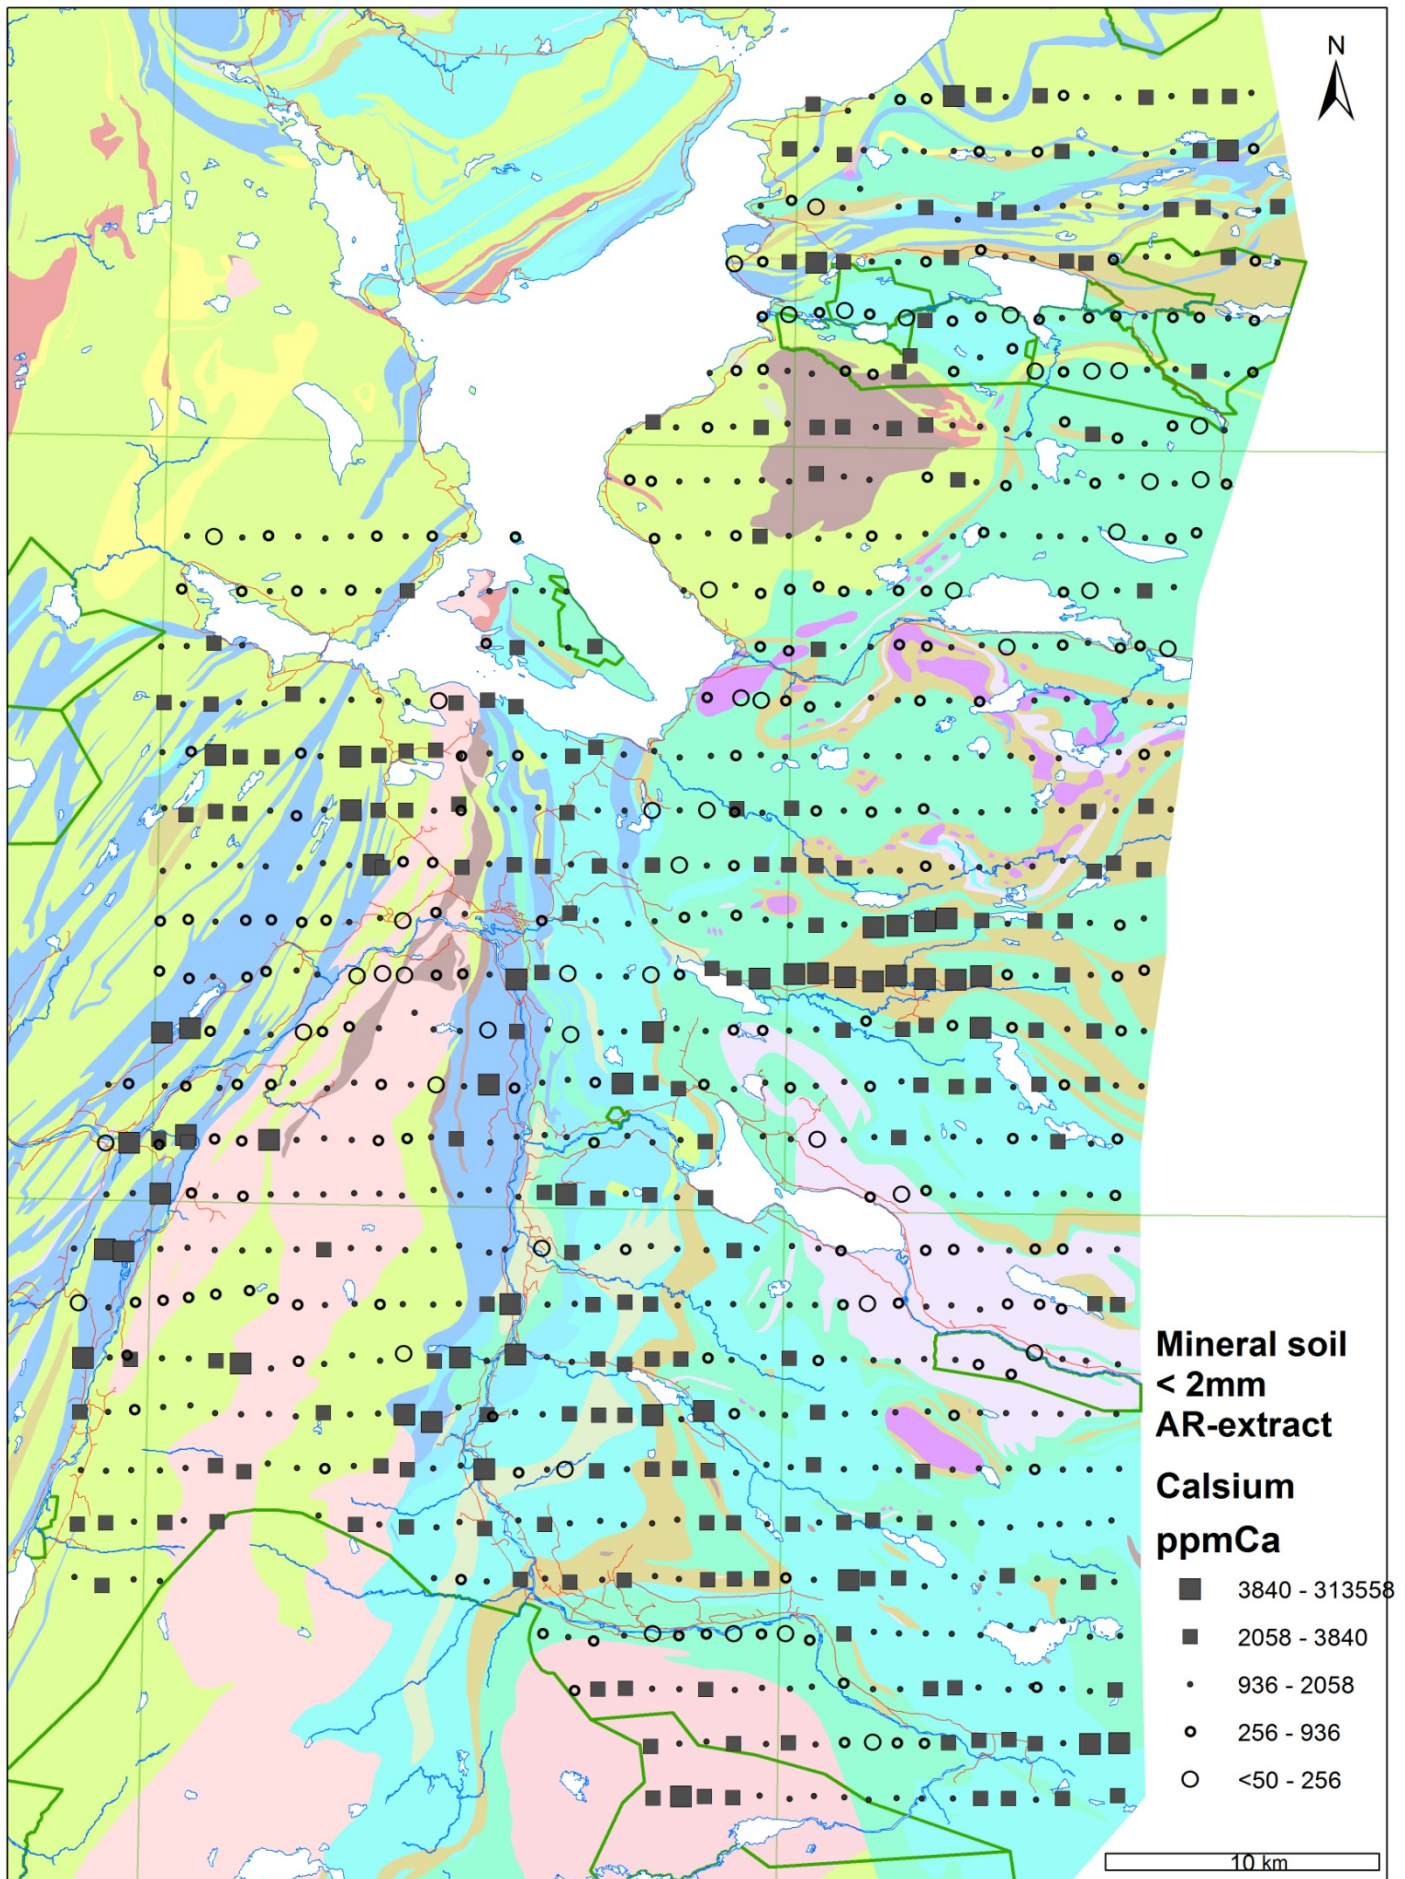 N
Mineral soil
< 2mm
AR-extract
Calsium
ppmCa
3840 - 313558
2058 - 3840
936 - 2058
256 - 936
<50 - 256
10 km